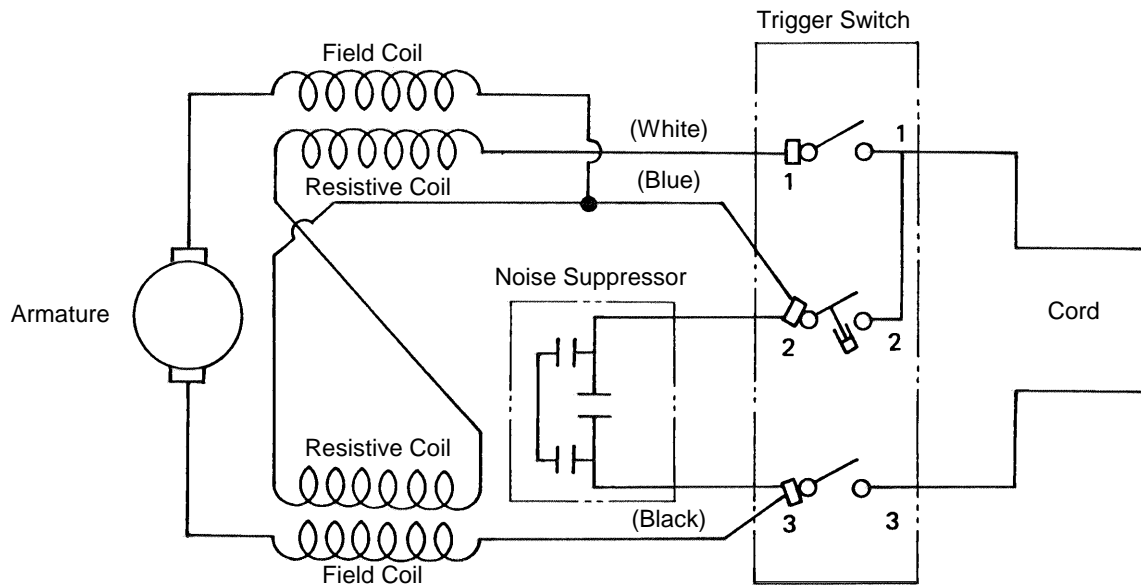 Trigger Switch
Field Coil
(White)
1
1
Resistive Coil
(Blue)
Noise Suppressor
Armature
Cord
2
2
Resistive Coil
(Black)
3
3
Field Coil